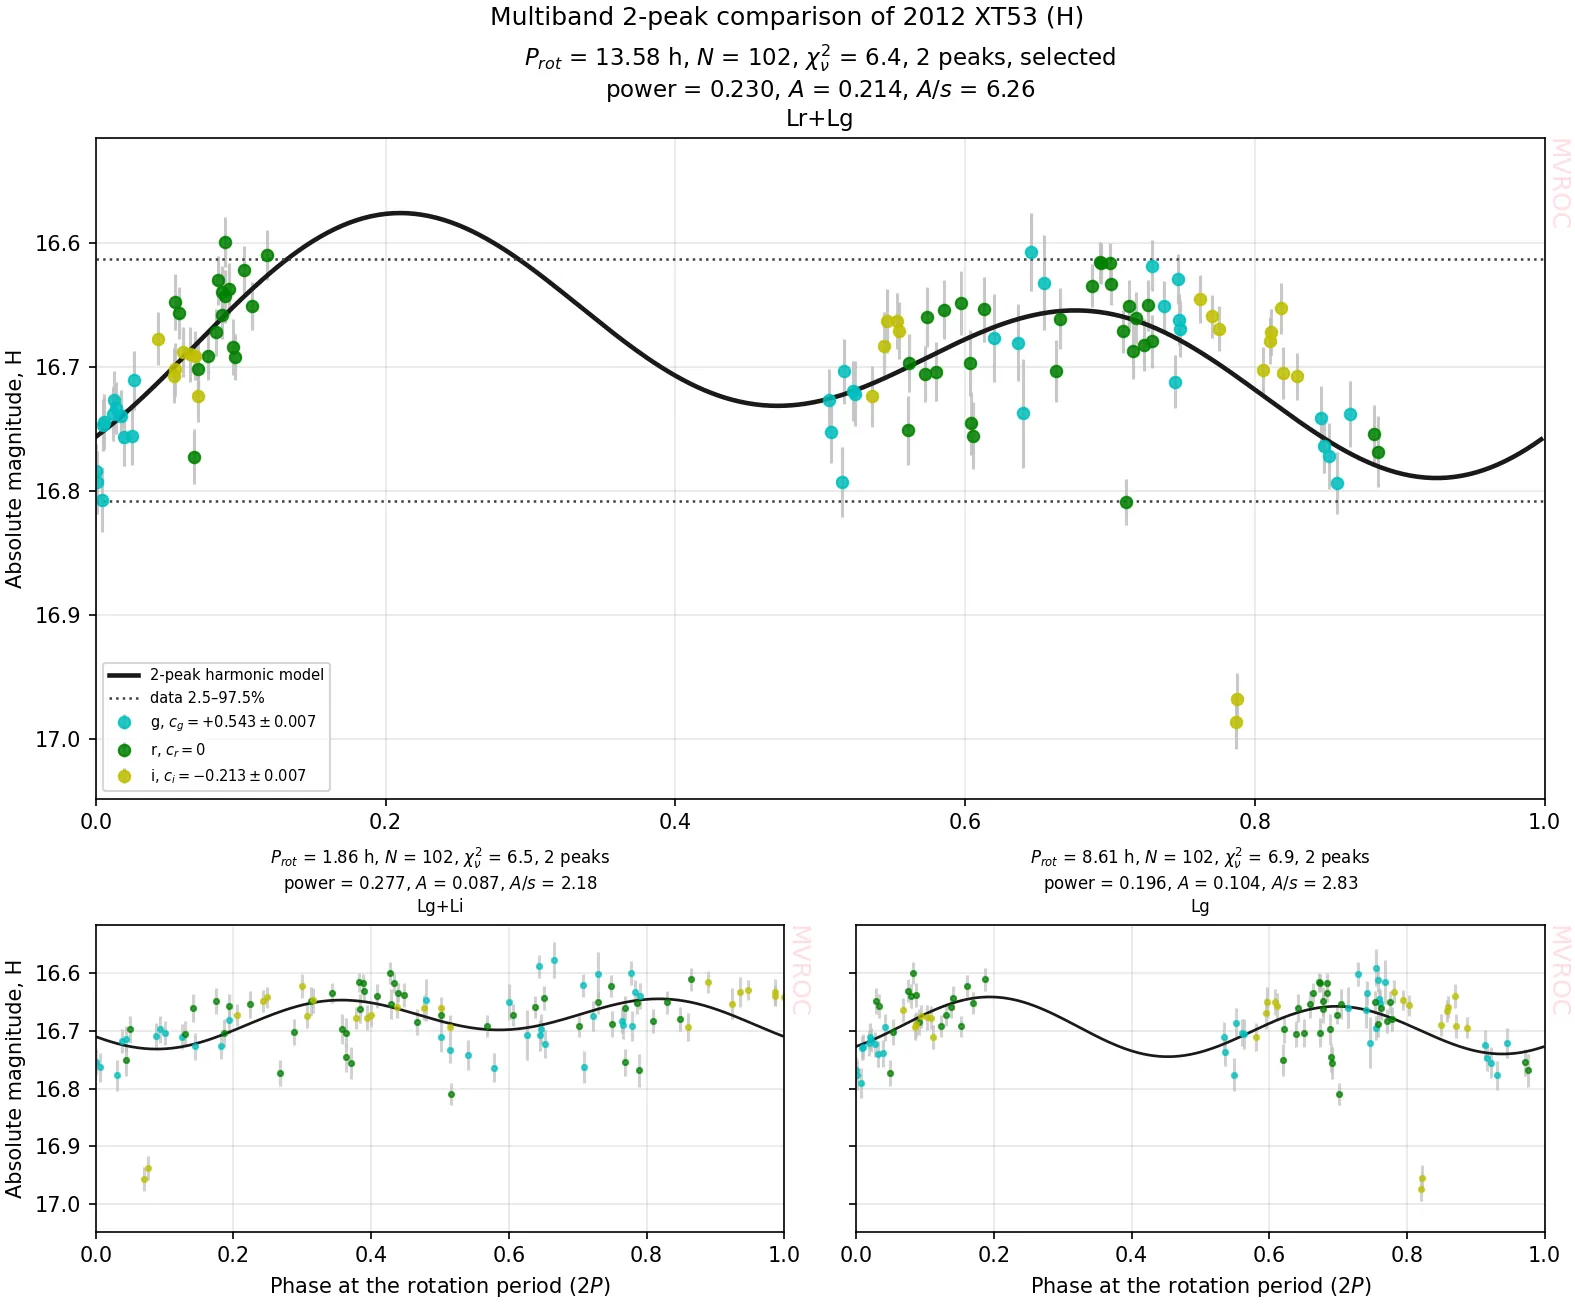 Multiband 2-peak comparison of 2012 XT53 (H)
P_rot = 13.58 h, N = 102, χ²_ν = 6.4, 2 peaks, selected
power = 0.230, A = 0.214, A/s = 6.26
Lr+Lg
MVROC
16.6
16.7
16.8
16.9
17.0
Absolute magnitude, H
2-peak harmonic model
data 2.5–97.5%
g, c_g = +0.543 ± 0.007
r, c_r = 0
i, c_i = −0.213 ± 0.007
0.0 0.2 0.4 0.6 0.8 1.0
P_rot = 1.86 h, N = 102, χ²_ν = 6.5, 2 peaks
power = 0.277, A = 0.087, A/s = 2.18
Lg+Li
MVROC
16.6
16.7
16.8
16.9
17.0
Absolute magnitude, H
0.0 0.2 0.4 0.6 0.8 1.0
Phase at the rotation period (2P)
P_rot = 8.61 h, N = 102, χ²_ν = 6.9, 2 peaks
power = 0.196, A = 0.104, A/s = 2.83
Lg
MVROC
0.0 0.2 0.4 0.6 0.8 1.0
Phase at the rotation period (2P)